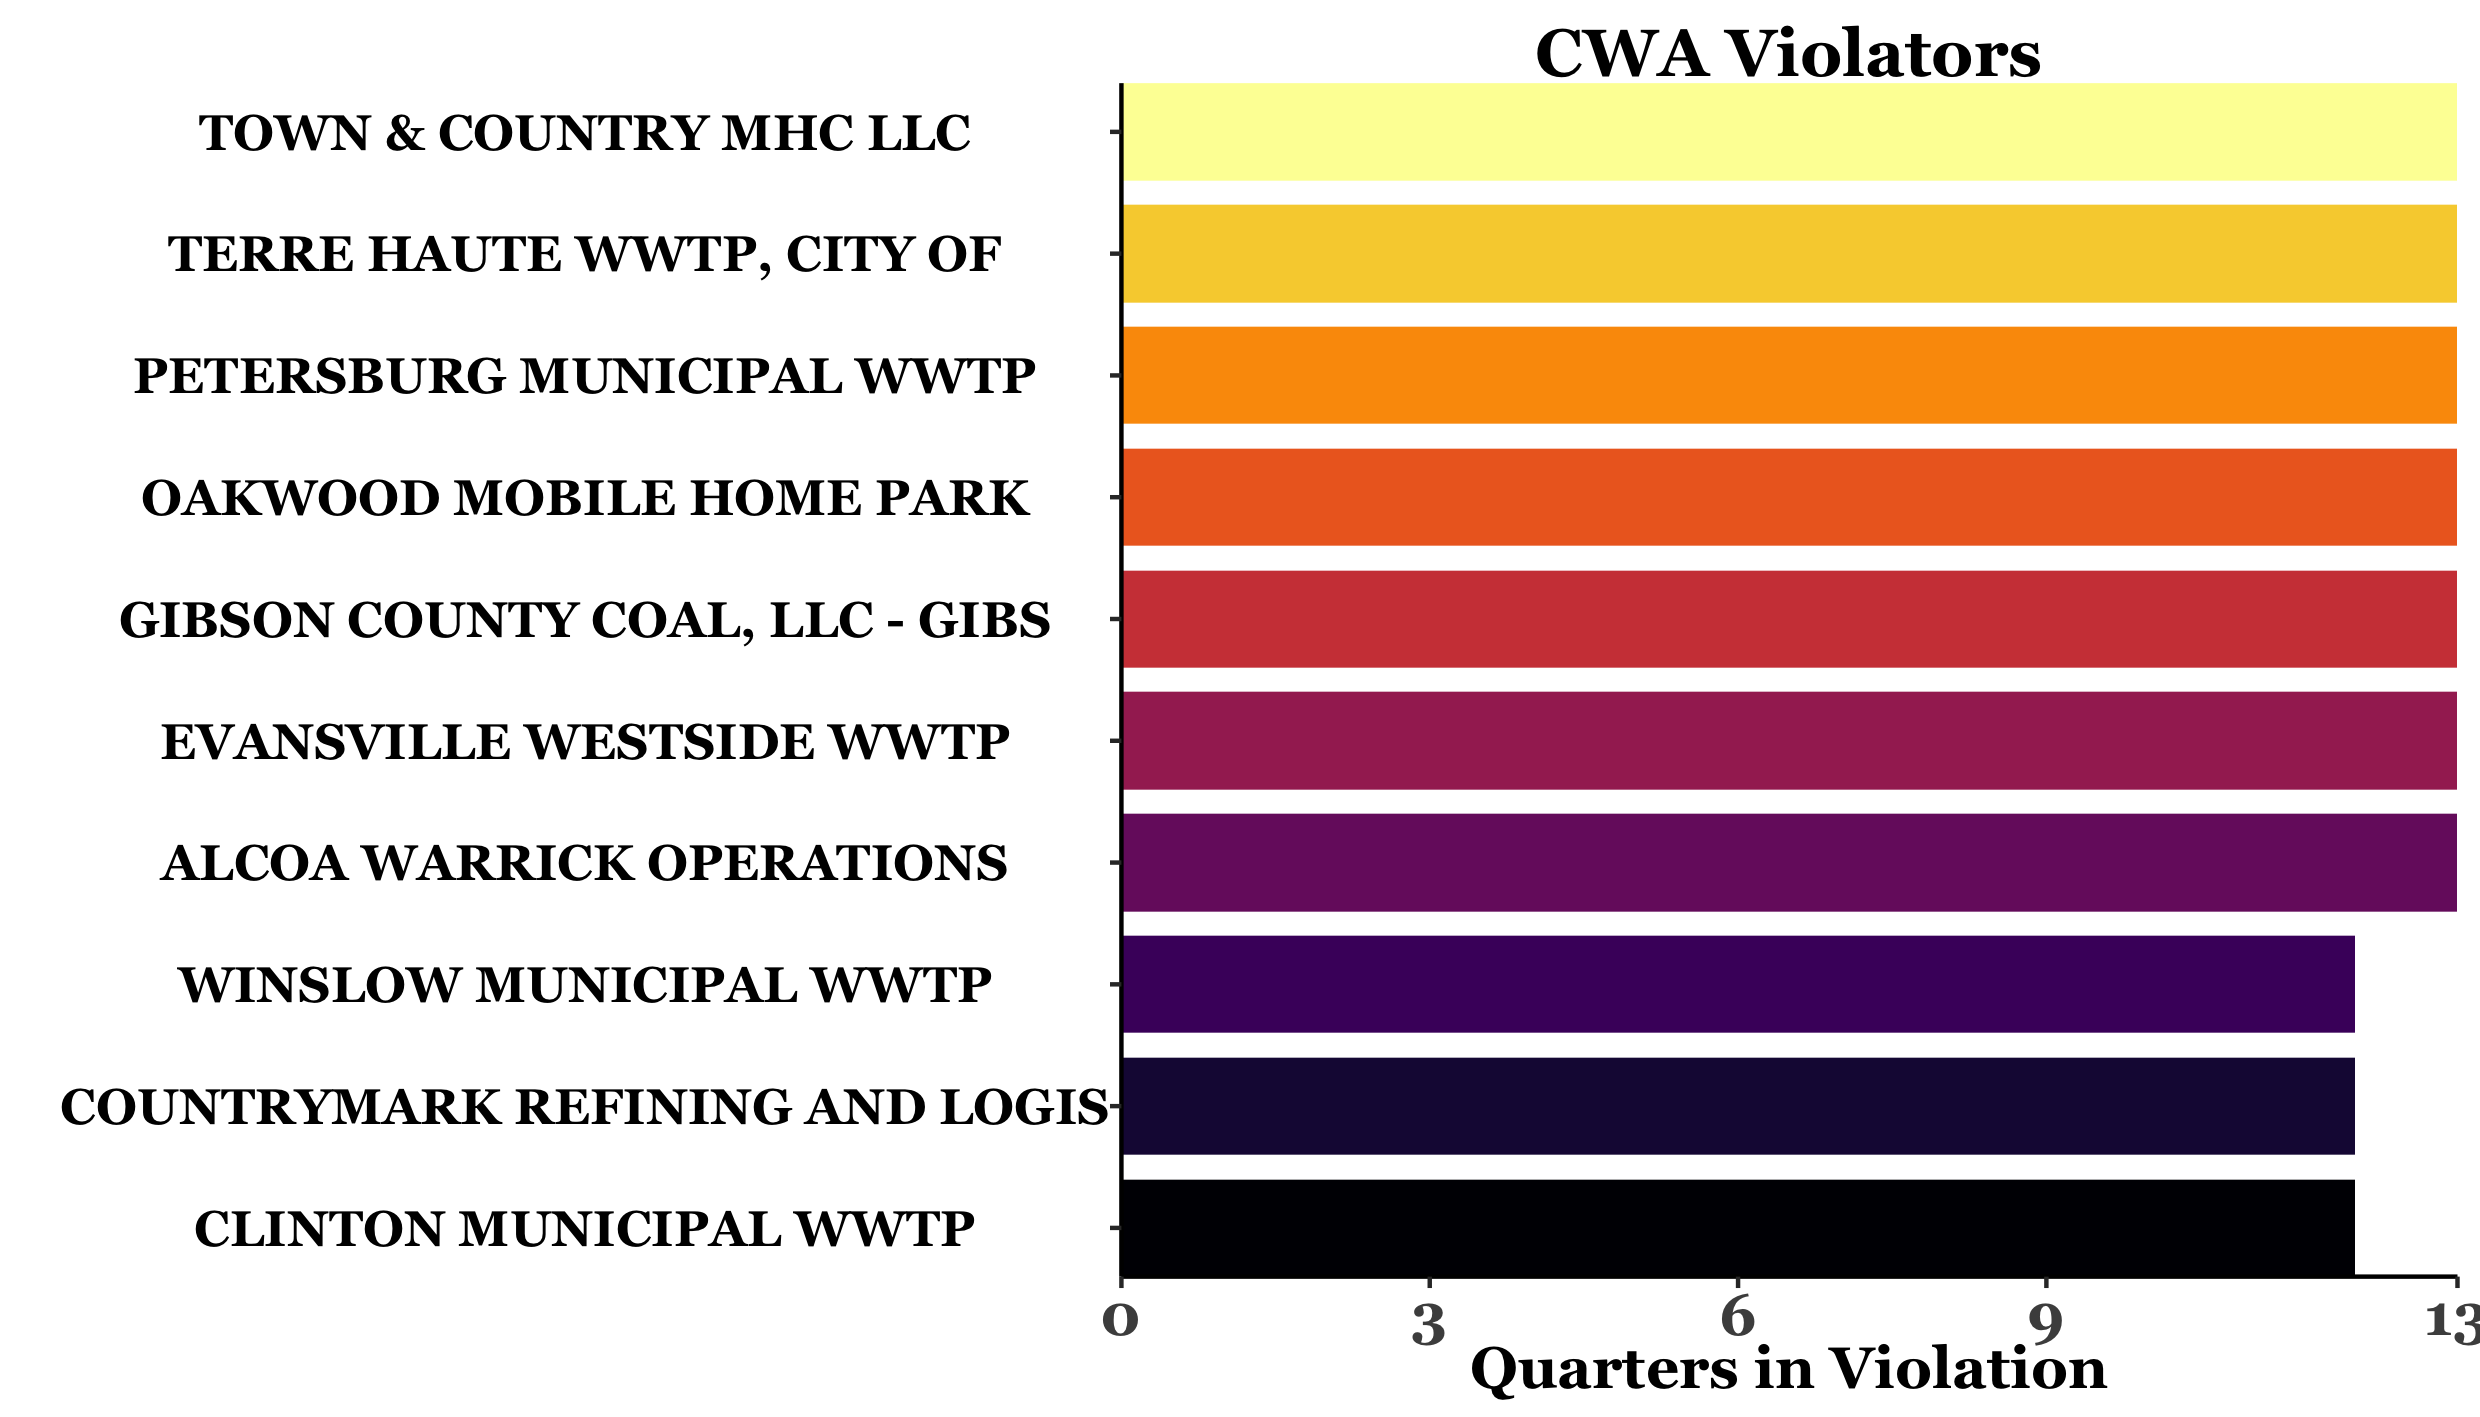 CWA Violators
TOWN & COUNTRY MHC LLC
TERRE HAUTE WWTP, CITY OF
PETERSBURG MUNICIPAL WWTP
OAKWOOD MOBILE HOME PARK
GIBSON COUNTY COAL, LLC - GIBS
EVANSVILLE WESTSIDE WWTP
ALCOA WARRICK OPERATIONS
WINSLOW MUNICIPAL WWTP
COUNTRYMARK REFINING AND LOGIS
CLINTON MUNICIPAL WWTP
0 3 6 9 13
Quarters in Violation